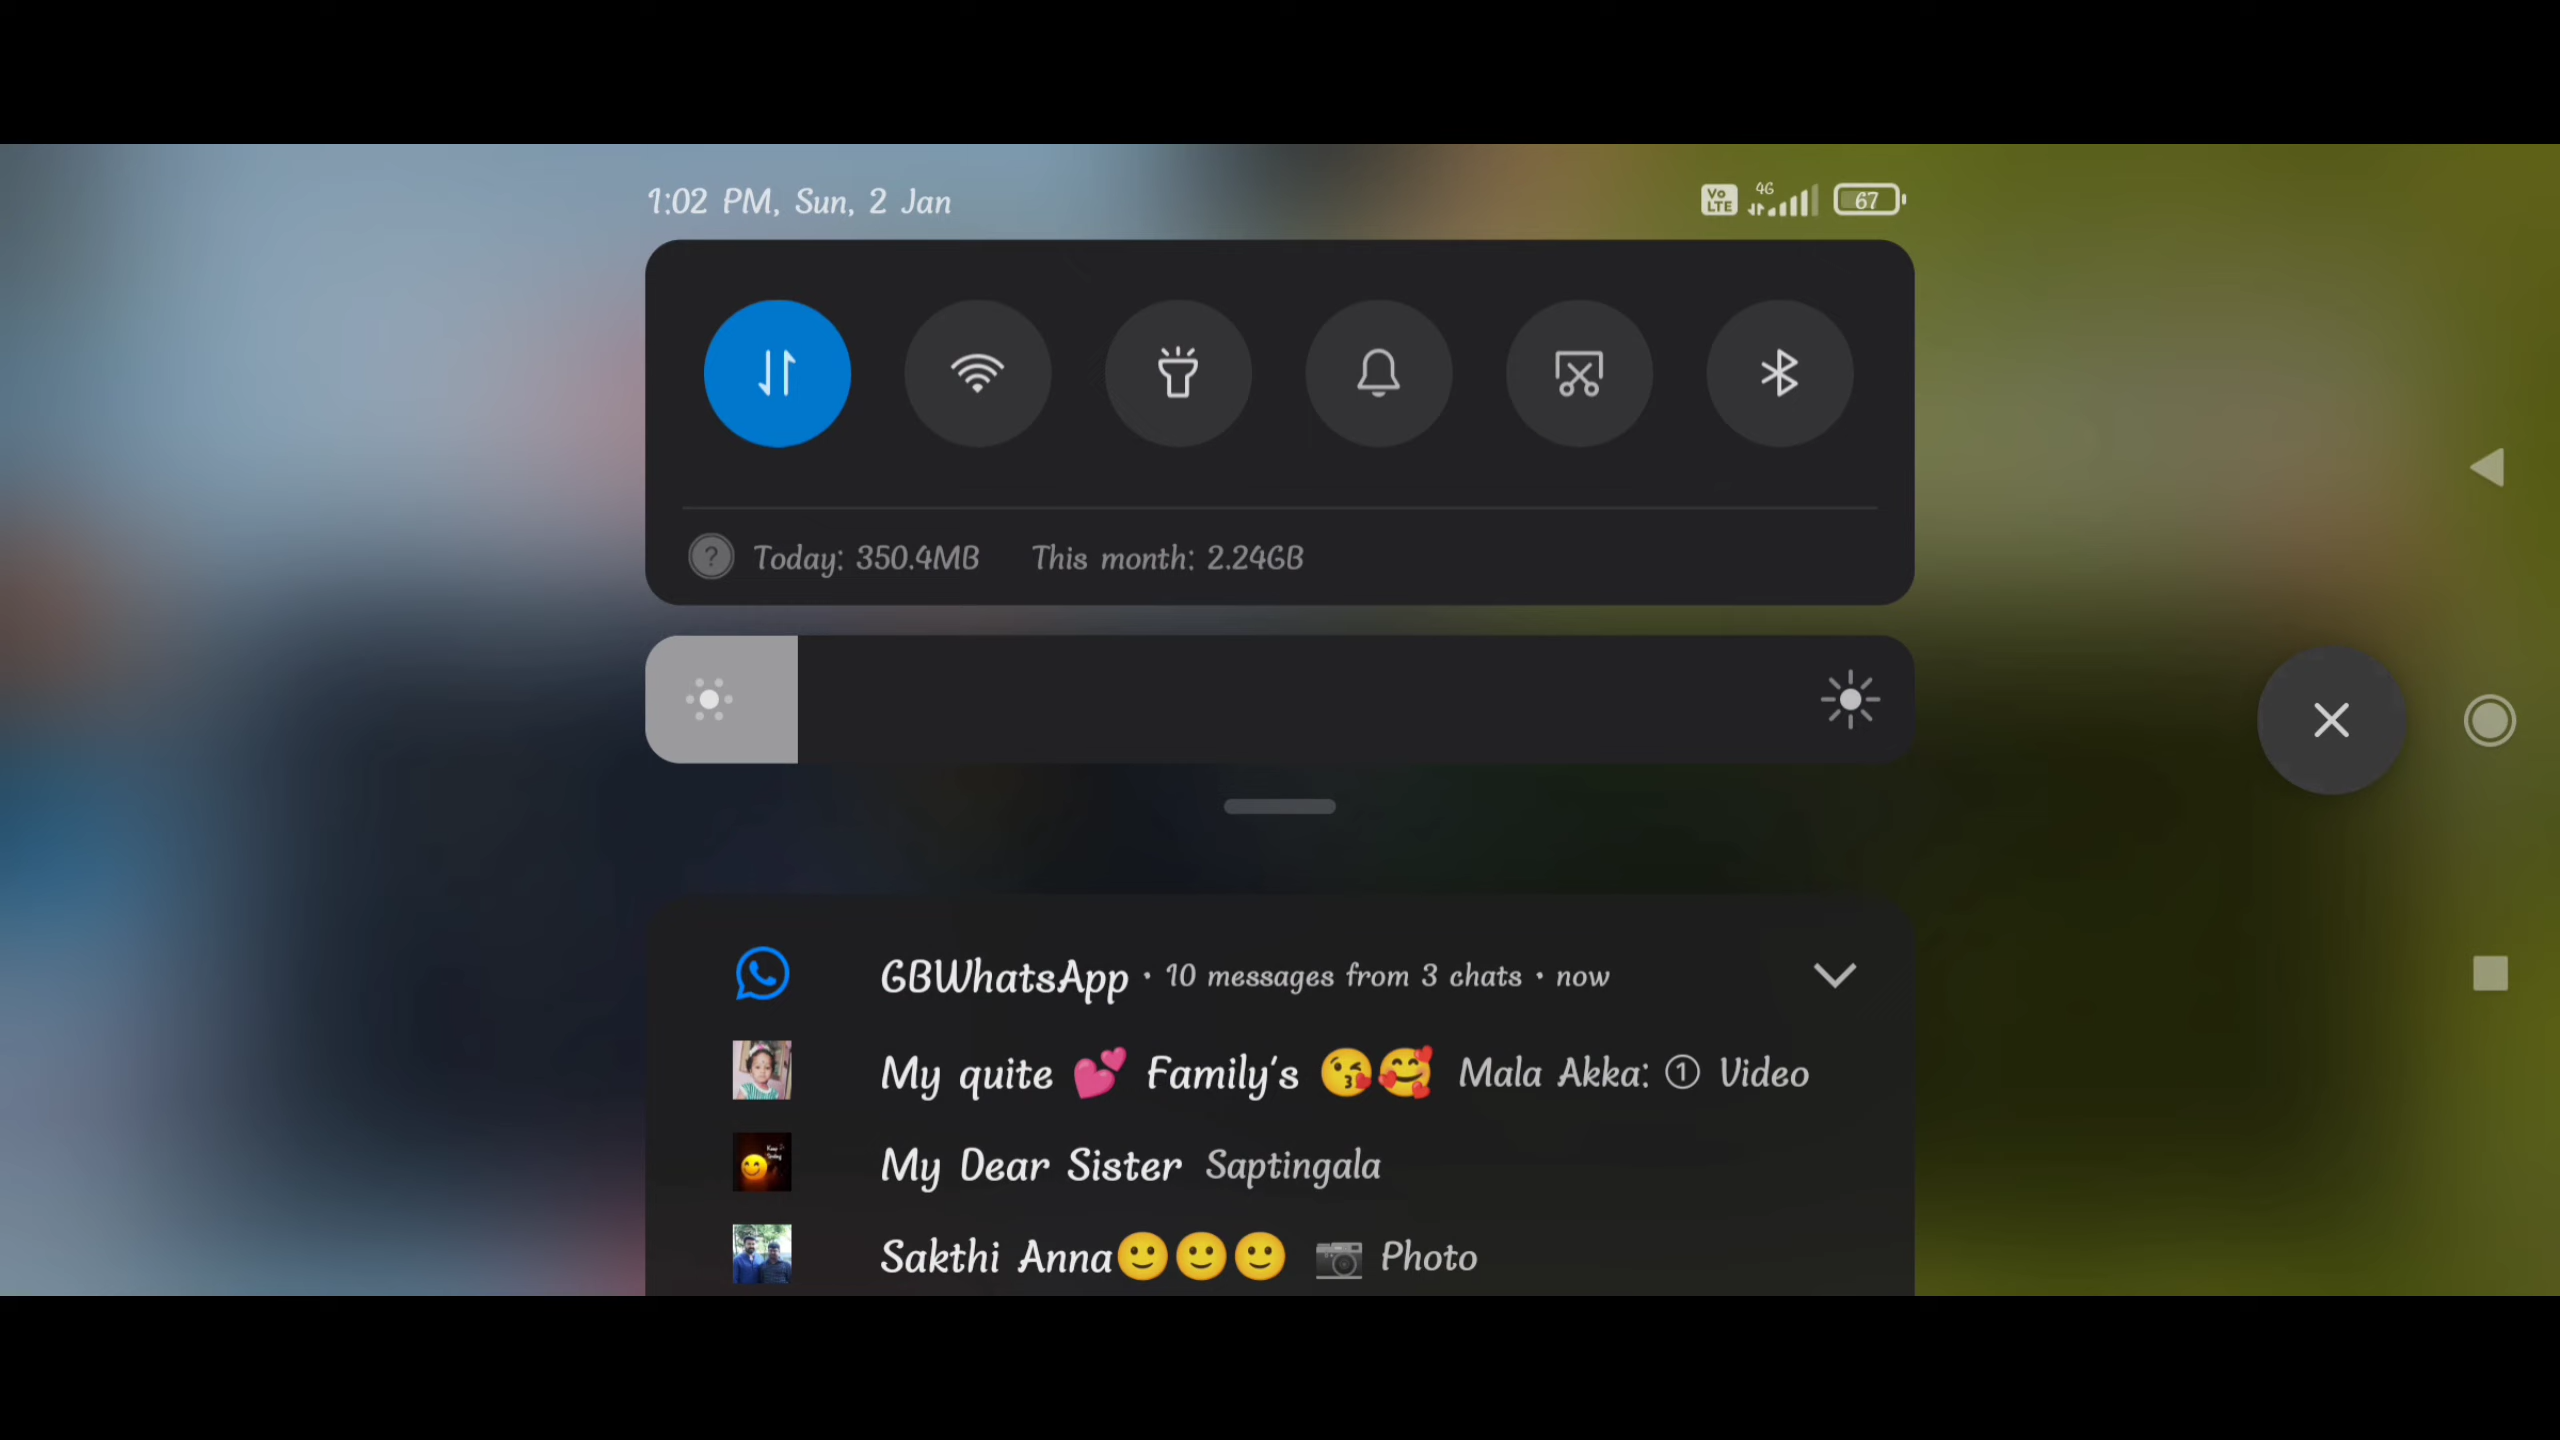 1:02 PM, Sun, 2 Jan
Vo LTE 4G 67
Today: 350.4MB This month: 2.24GB
GBWhatsApp · 10 messages from 3 chats · now
My quite 💕 Family's 😘🥰 Mala Akka: ① Video
My Dear Sister Saptingala
Sakthi Anna🙂🙂🙂 📷 Photo